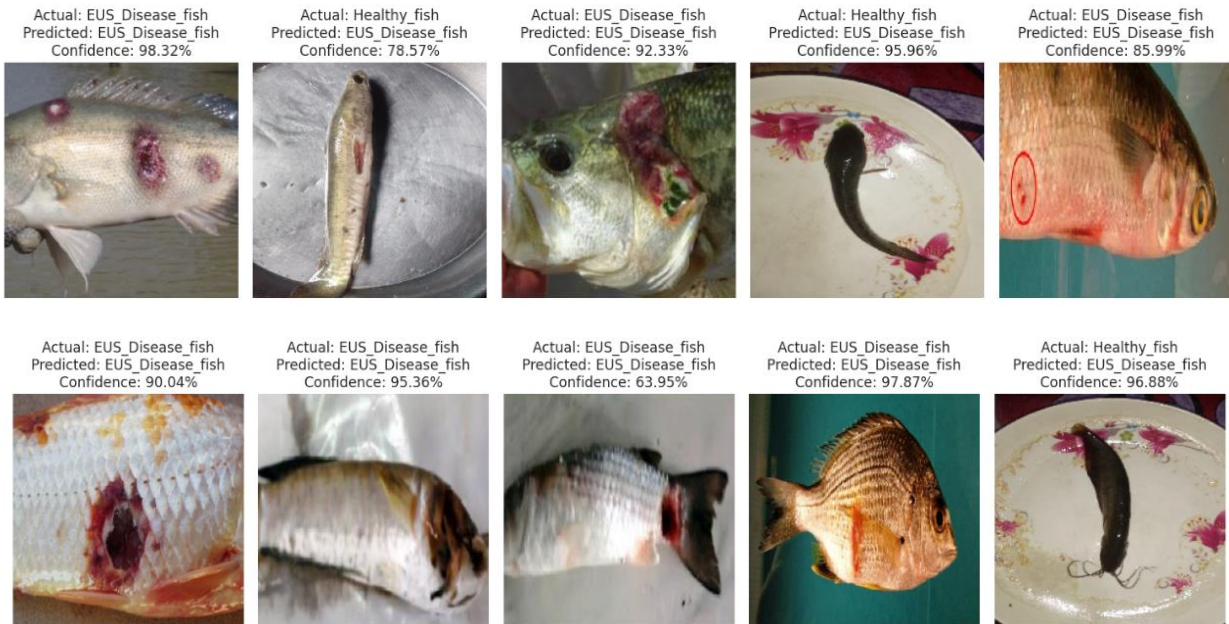 Actual: EUS_Disease_fish
Predicted: EUS_Disease_fish
Confidence: 98.32%
Actual: Healthy_fish
Predicted: EUS_Disease_fish
Confidence: 78.57%
Actual: EUS_Disease_fish
Predicted: EUS_Disease_fish
Confidence: 92.33%
Actual: Healthy_fish
Predicted: EUS_Disease_fish
Confidence: 95.96%
Actual: EUS_Disease_fish
Predicted: EUS_Disease_fish
Confidence: 85.99%
Actual: EUS_Disease_fish
Predicted: EUS_Disease_fish
Confidence: 90.04%
Actual: EUS_Disease_fish
Predicted: EUS_Disease_fish
Confidence: 95.36%
Actual: EUS_Disease_fish
Predicted: EUS_Disease_fish
Confidence: 63.95%
Actual: EUS_Disease_fish
Predicted: EUS_Disease_fish
Confidence: 97.87%
Actual: Healthy_fish
Predicted: EUS_Disease_fish
Confidence: 96.88%